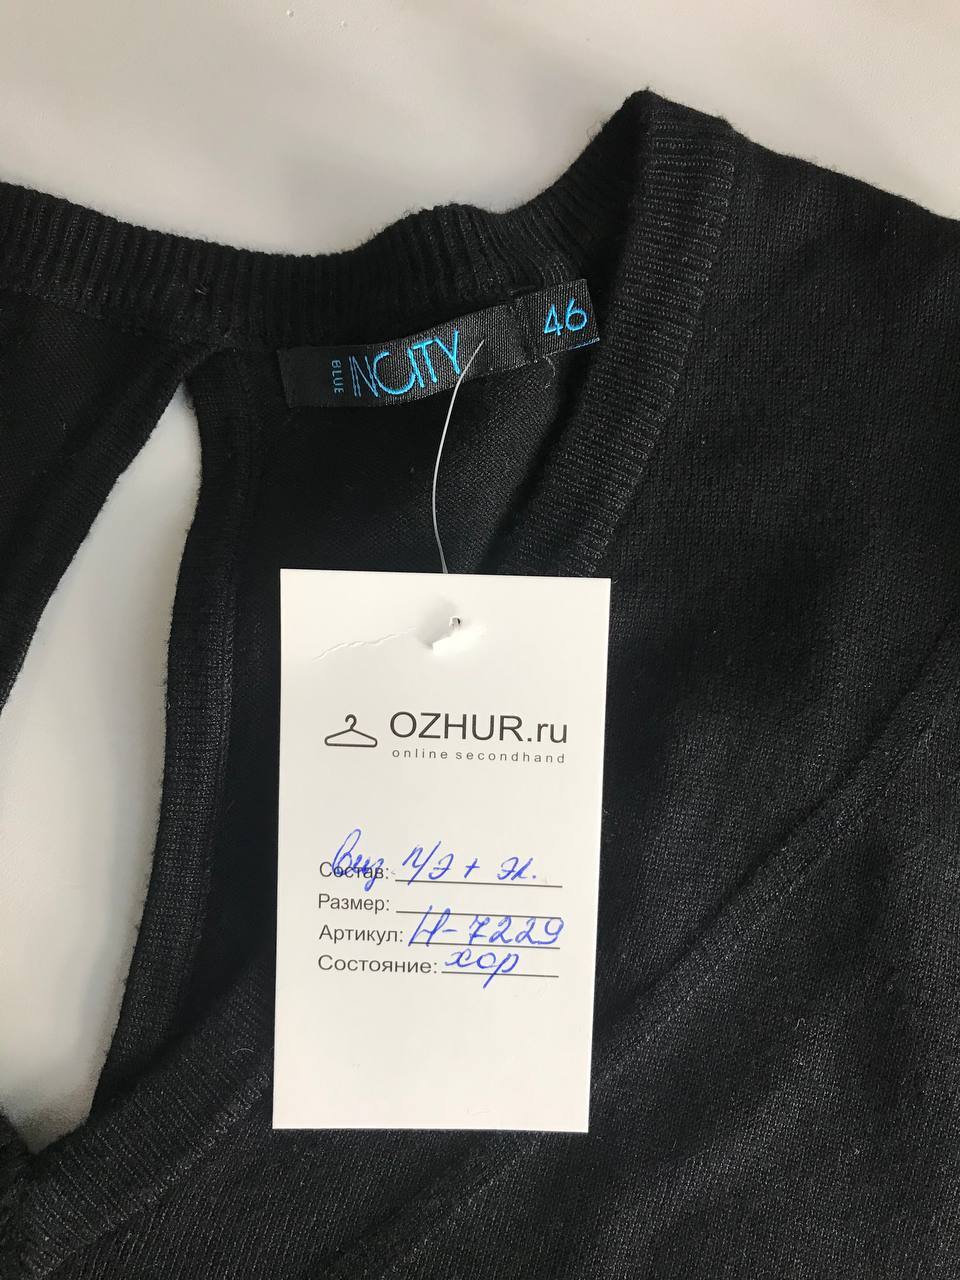 BLUE INCITY 46
OZHUR.ru
online secondhand
Состав: Виз п/э + эл.
Размер:
Артикул: Н-7229
Состояние: хор